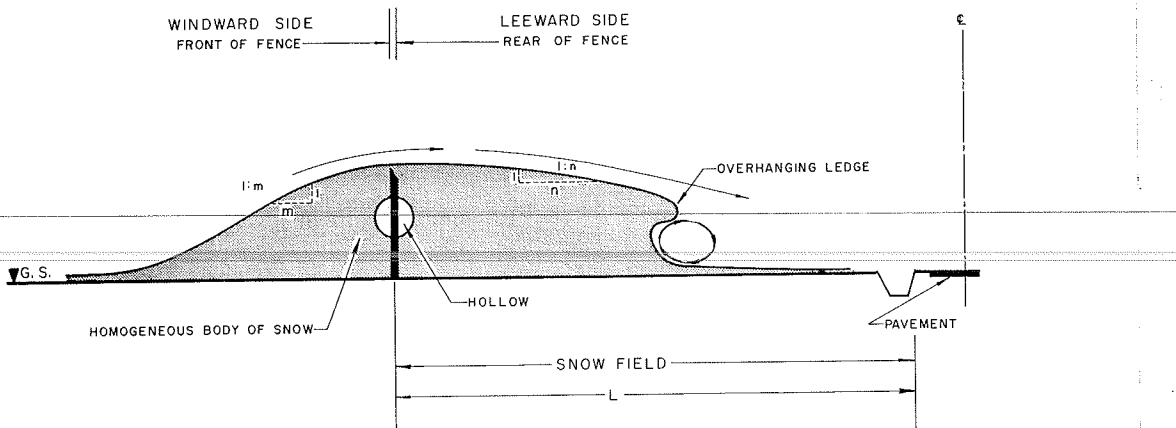 WINDWARD SIDE
FRONT OF FENCE
LEEWARD SIDE
REAR OF FENCE
℄
1:m
1
m
1:n
1
n
OVERHANGING LEDGE
G.S.
HOLLOW
HOMOGENEOUS BODY OF SNOW
PAVEMENT
SNOW FIELD
L